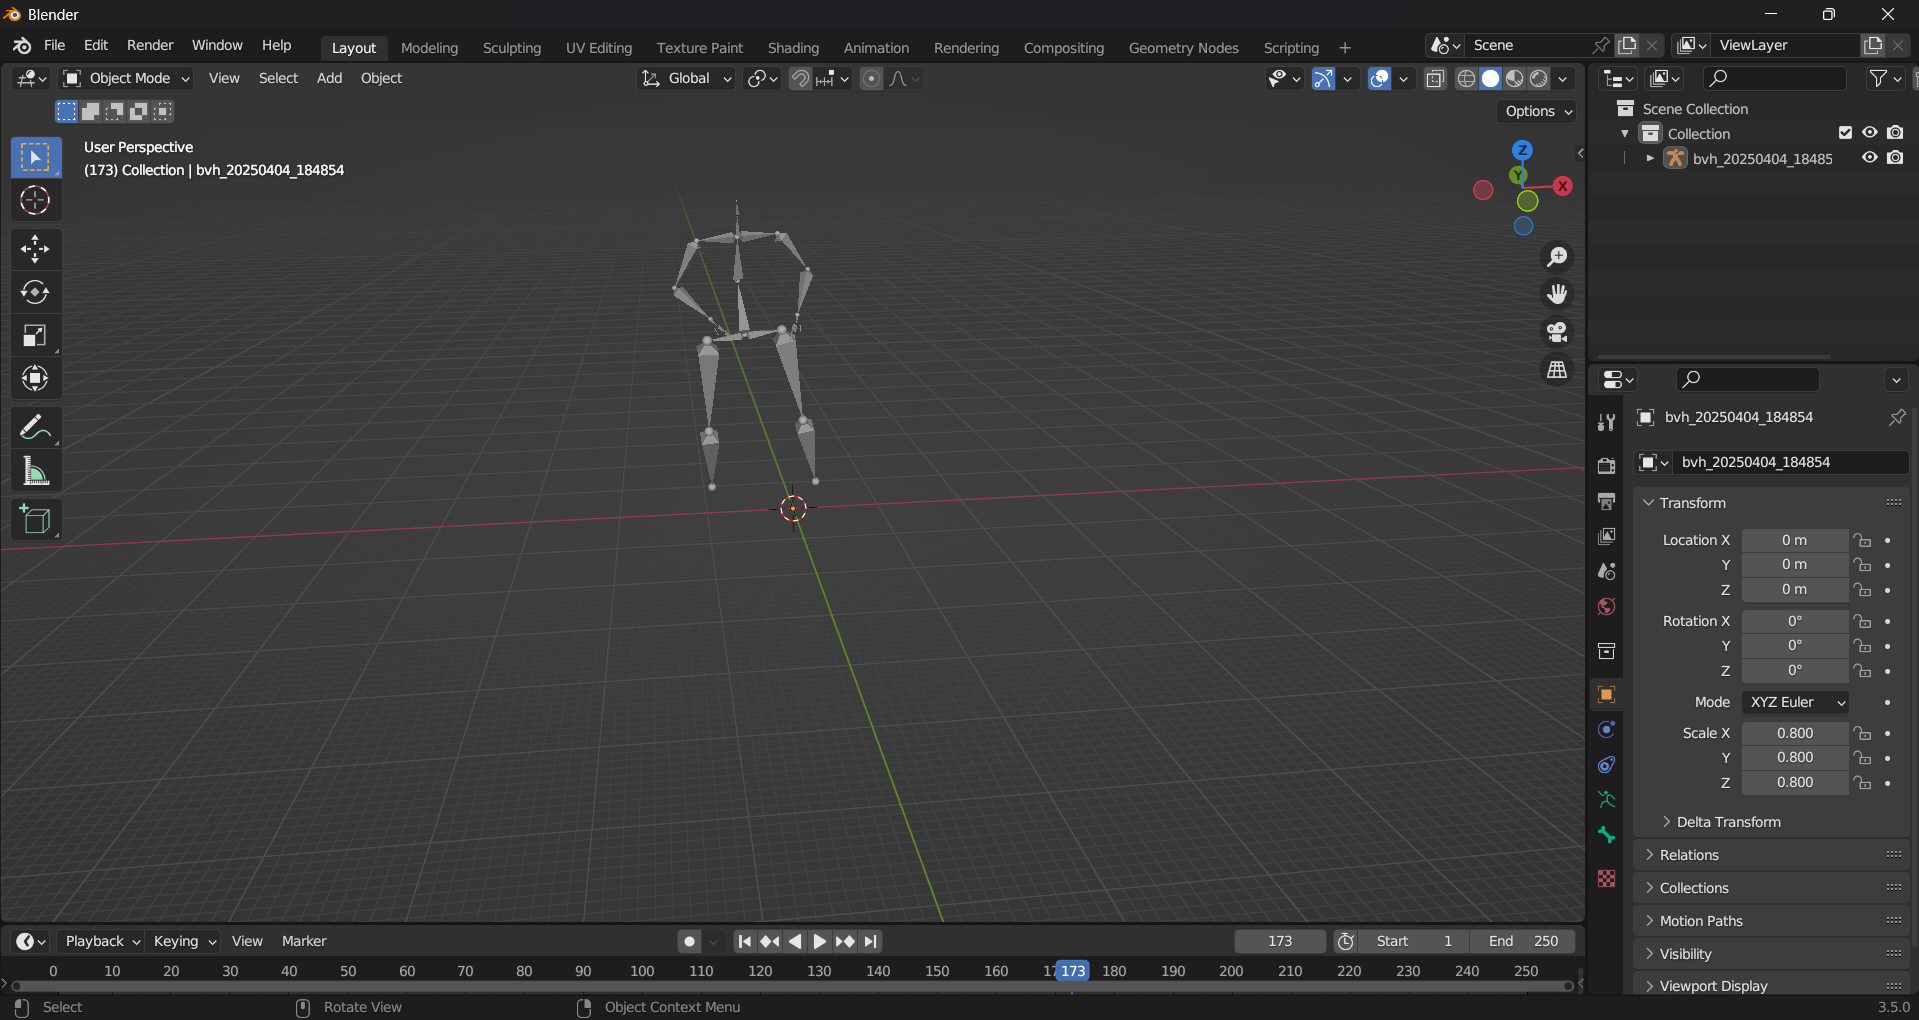 Blender
File Edit Render Window Help Layout Modeling Sculpting UV Editing Texture Paint Shading Animation Rendering Compositing Geometry Nodes Scripting + Scene ViewLayer
Object Mode View Select Add Object Global
Options
User Perspective
(173) Collection | bvh_20250404_184854
Z
Y
X
Scene Collection
Collection
bvh_20250404_18485
bvh_20250404_184854
bvh_20250404_184854
Transform
Location X 0 m
Y 0 m
Z 0 m
Rotation X 0°
Y 0°
Z 0°
Mode XYZ Euler
Scale X 0.800
Y 0.800
Z 0.800
Delta Transform
Relations
Collections
Motion Paths
Visibility
Viewport Display
Playback Keying View Marker 173 Start 1 End 250
0 10 20 30 40 50 60 70 80 90 100 110 120 130 140 150 160 173 180 190 200 210 220 230 240 250
Select Rotate View Object Context Menu 3.5.0